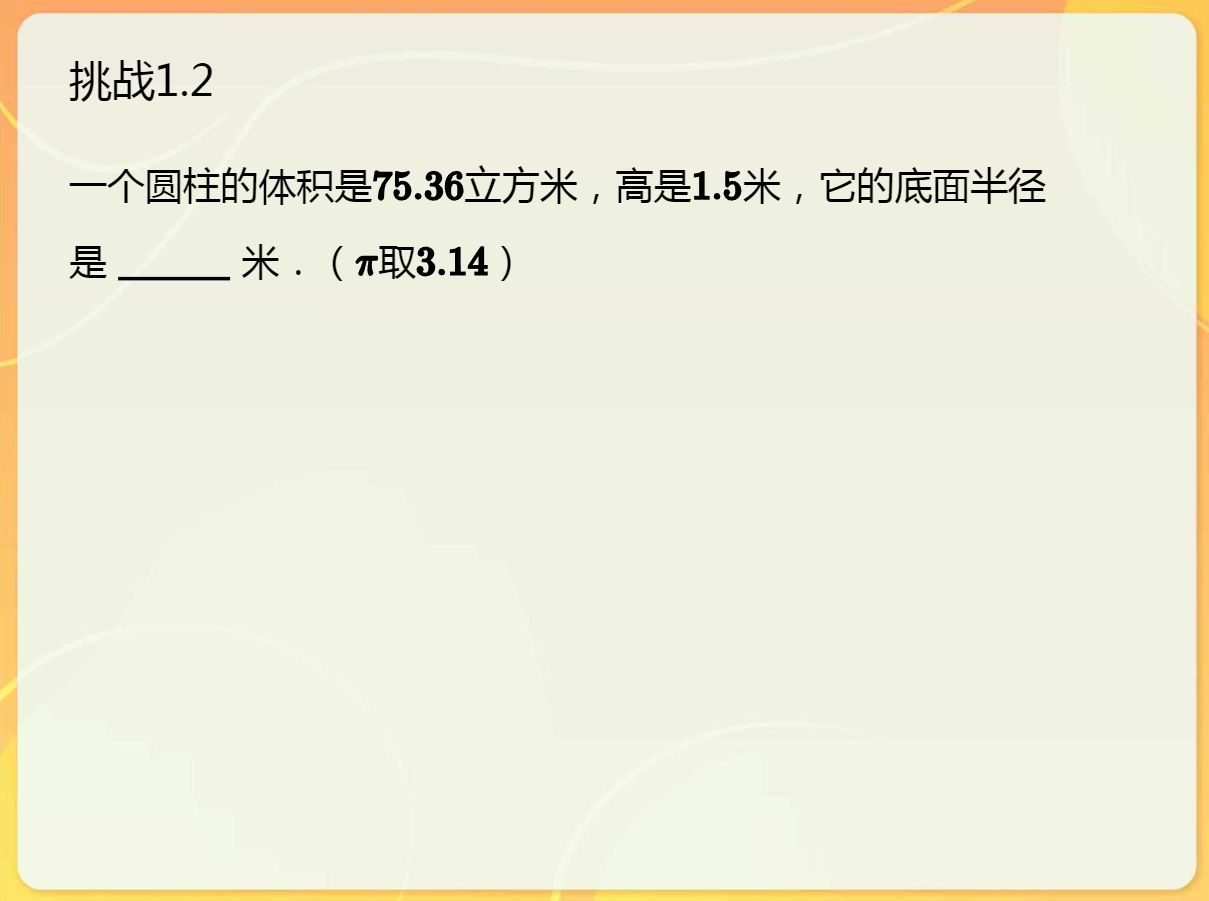 挑战1.2
一个圆柱的体积是75.36立方米，高是1.5米，它的底面半径
是 ______ 米．（π取3.14）